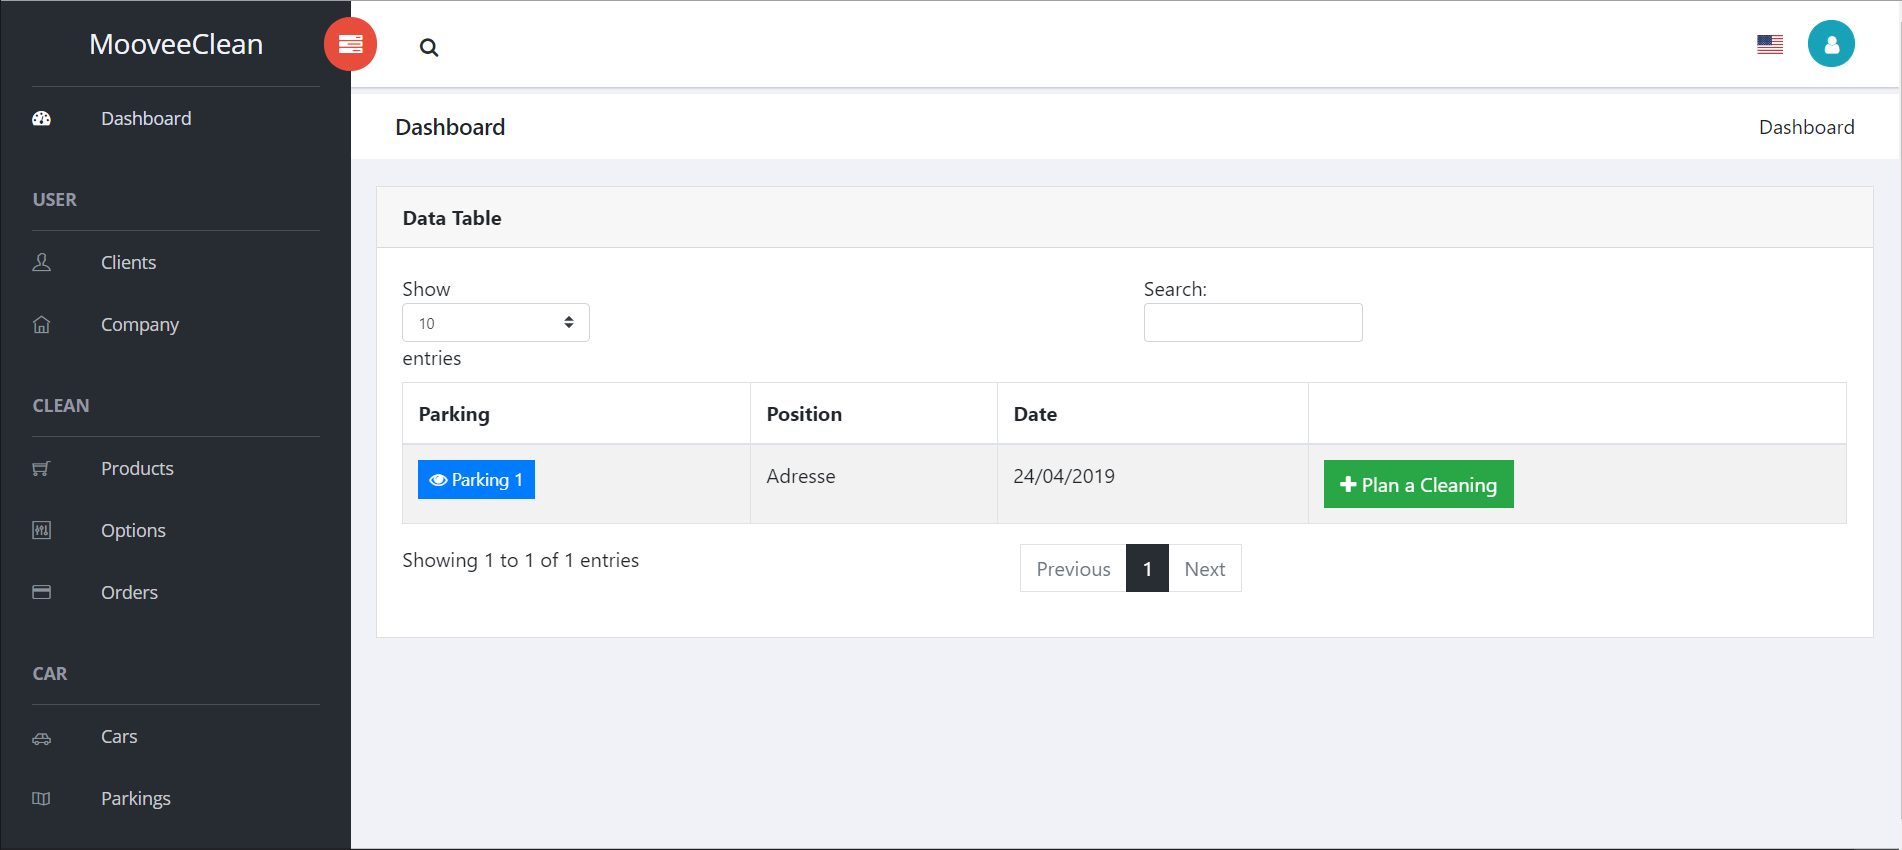 MooveeClean
Dashboard
USER
Clients
Company
CLEAN
Products
Options
Orders
CAR
Cars
Parkings
Dashboard
Dashboard
Data Table
Show
10
entries
Search:
Parking Position Date
Parking 1 Adresse 24/04/2019 Plan a Cleaning
Showing 1 to 1 of 1 entries
Previous 1 Next